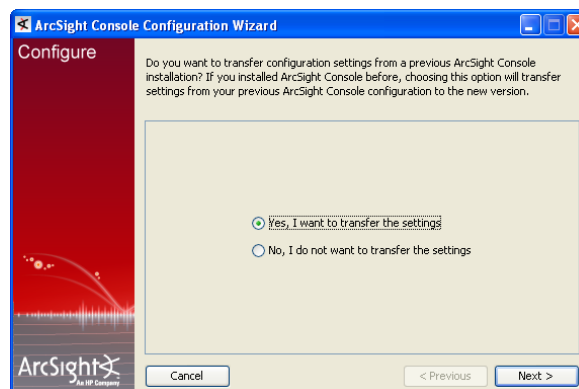 ArcSight Console Configuration Wizard
Configure
Do you want to transfer configuration settings from a previous ArcSight Console
installation? If you installed ArcSight Console before, choosing this option will transfer
settings from your previous ArcSight Console configuration to the new version.
Yes, I want to transfer the settings
No, I do not want to transfer the settings
ArcSight
An HP Company
Cancel
< Previous
Next >